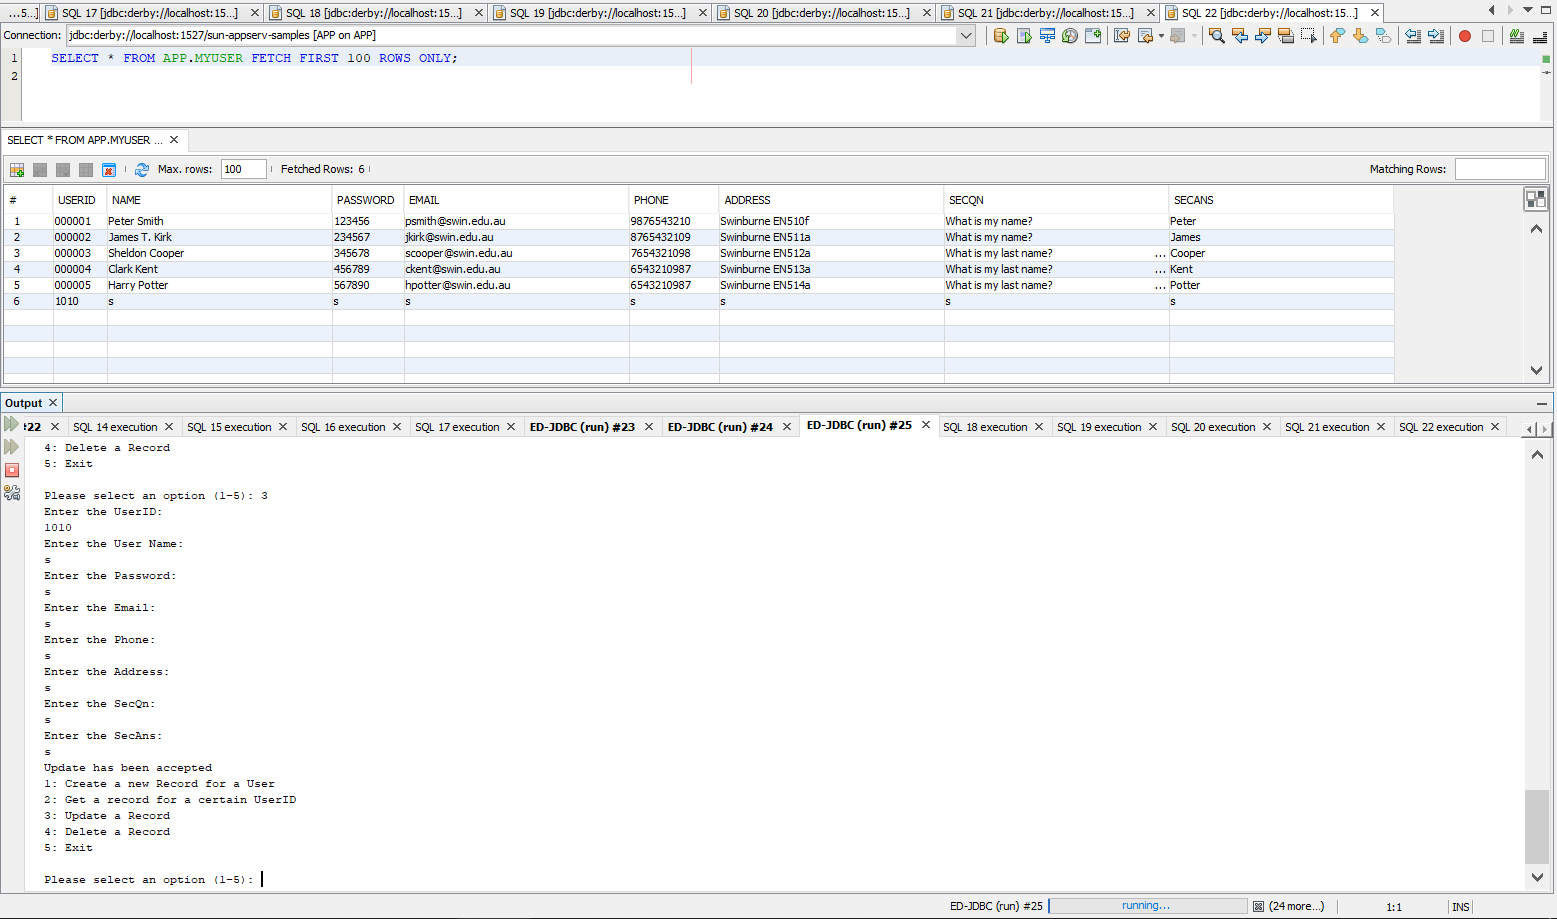 ...5...] SQL 17 [jdbc:derby://localhost:15...] SQL 18 [jdbc:derby://localhost:15...] SQL 19 [jdbc:derby://localhost:15...] SQL 20 [jdbc:derby://localhost:15...] SQL 21 [jdbc:derby://localhost:15...] SQL 22 [jdbc:derby://localhost:15...]
Connection: jdbc:derby://localhost:1527/sun-appserv-samples [APP on APP]
1 SELECT * FROM APP.MYUSER FETCH FIRST 100 ROWS ONLY;
2
SELECT * FROM APP.MYUSER ...
Max. rows: 100 Fetched Rows: 6 Matching Rows:
# USERID NAME PASSWORD EMAIL PHONE ADDRESS SECQN SECANS
1 000001 Peter Smith 123456 psmith@swin.edu.au 9876543210 Swinburne EN510f What is my name? Peter
2 000002 James T. Kirk 234567 jkirk@swin.edu.au 8765432109 Swinburne EN511a What is my name? James
3 000003 Sheldon Cooper 345678 scooper@swin.edu.au 7654321098 Swinburne EN512a What is my last name? ... Cooper
4 000004 Clark Kent 456789 ckent@swin.edu.au 6543210987 Swinburne EN513a What is my last name? ... Kent
5 000005 Harry Potter 567890 hpotter@swin.edu.au 6543210987 Swinburne EN514a What is my last name? ... Potter
6 1010 s s s s s s s
Output
#22 SQL 14 execution SQL 15 execution SQL 16 execution SQL 17 execution ED-JDBC (run) #23 ED-JDBC (run) #24 ED-JDBC (run) #25 SQL 18 execution SQL 19 execution SQL 20 execution SQL 21 execution SQL 22 execution
4: Delete a Record
5: Exit
Please select an option (1-5): 3
Enter the UserID:
1010
Enter the User Name:
s
Enter the Password:
s
Enter the Email:
s
Enter the Phone:
s
Enter the Address:
s
Enter the SecQn:
s
Enter the SecAns:
s
Update has been accepted
1: Create a new Record for a User
2: Get a record for a certain UserID
3: Update a Record
4: Delete a Record
5: Exit
Please select an option (1-5):
ED-JDBC (run) #25 running... (24 more...) 1:1 INS